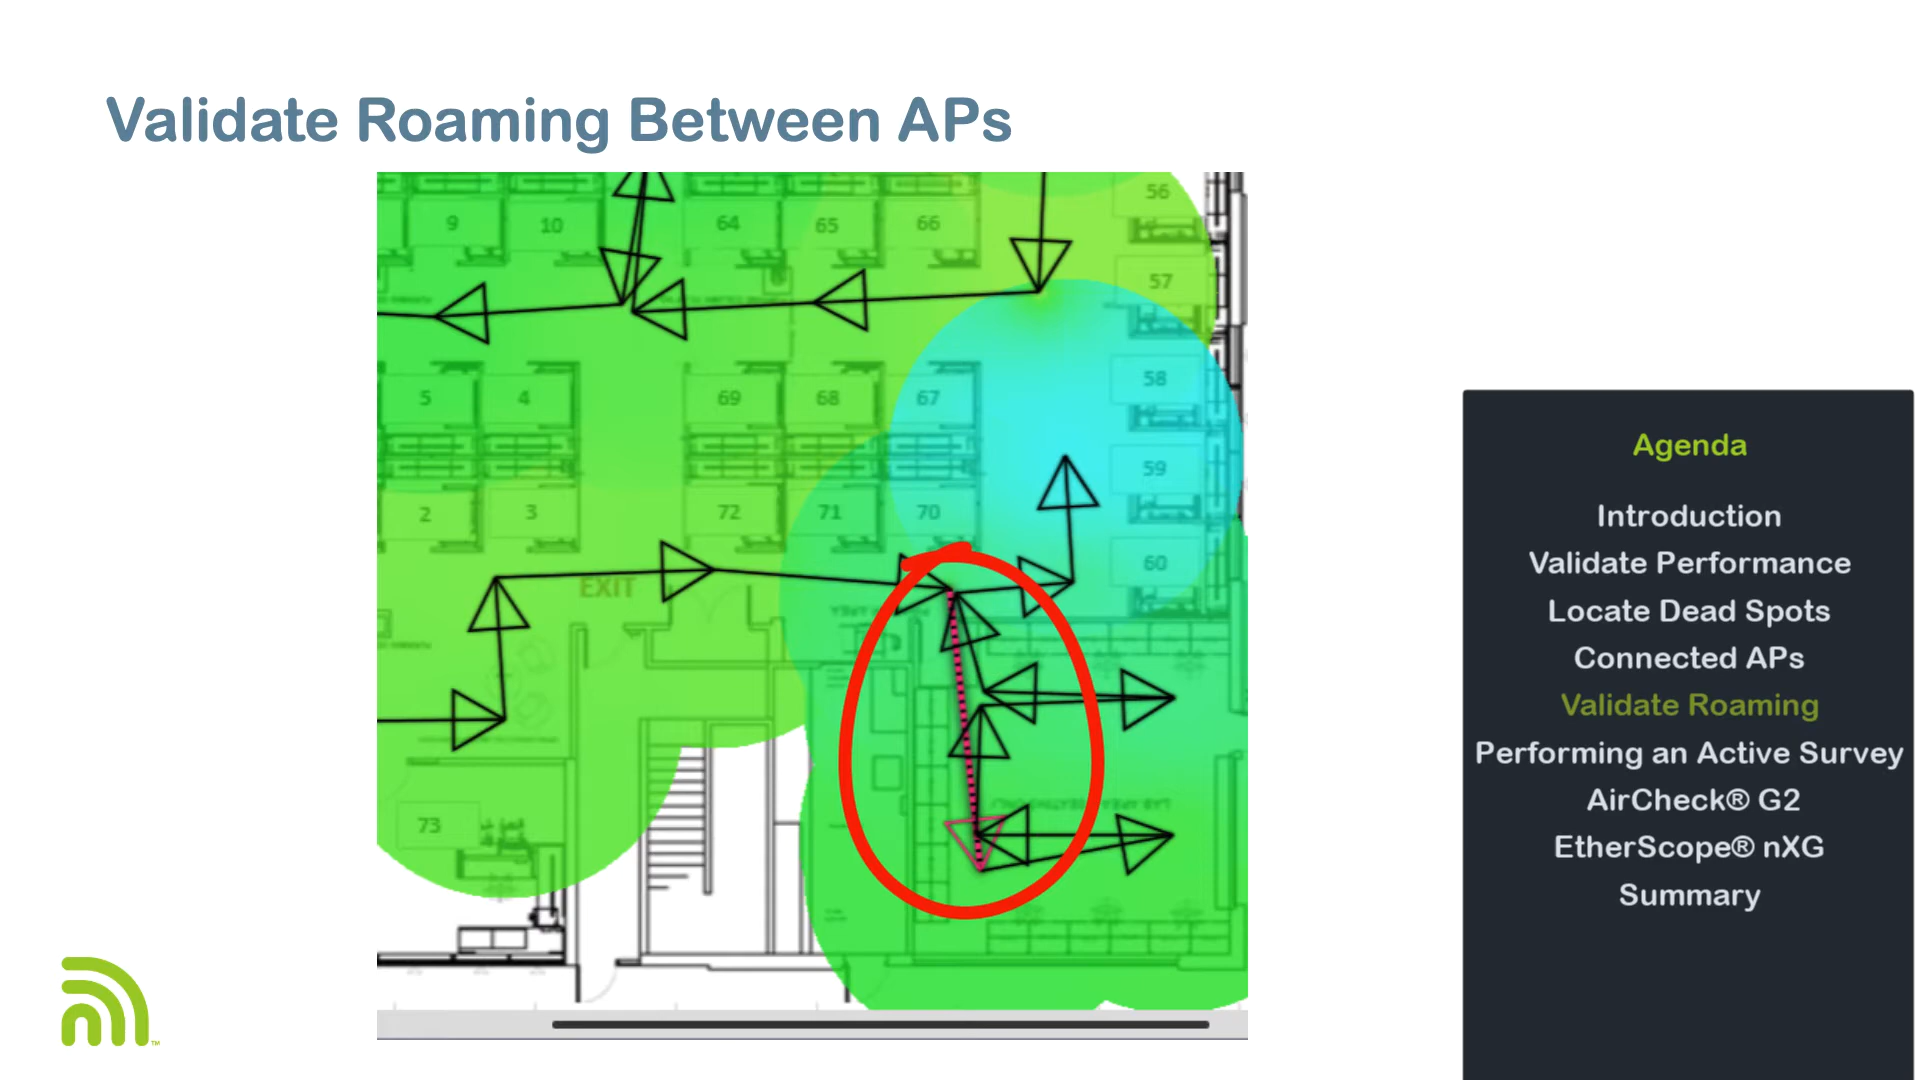 Validate Roaming Between APs
56
9
10
64
65
66
57
5
4
69
68
67
58
59
2
3
72
71
70
60
EXIT
73
Agenda
Introduction
Validate Performance
Locate Dead Spots
Connected APs
Validate Roaming
Performing an Active Survey
AirCheck® G2
EtherScope® nXG
Summary
TM